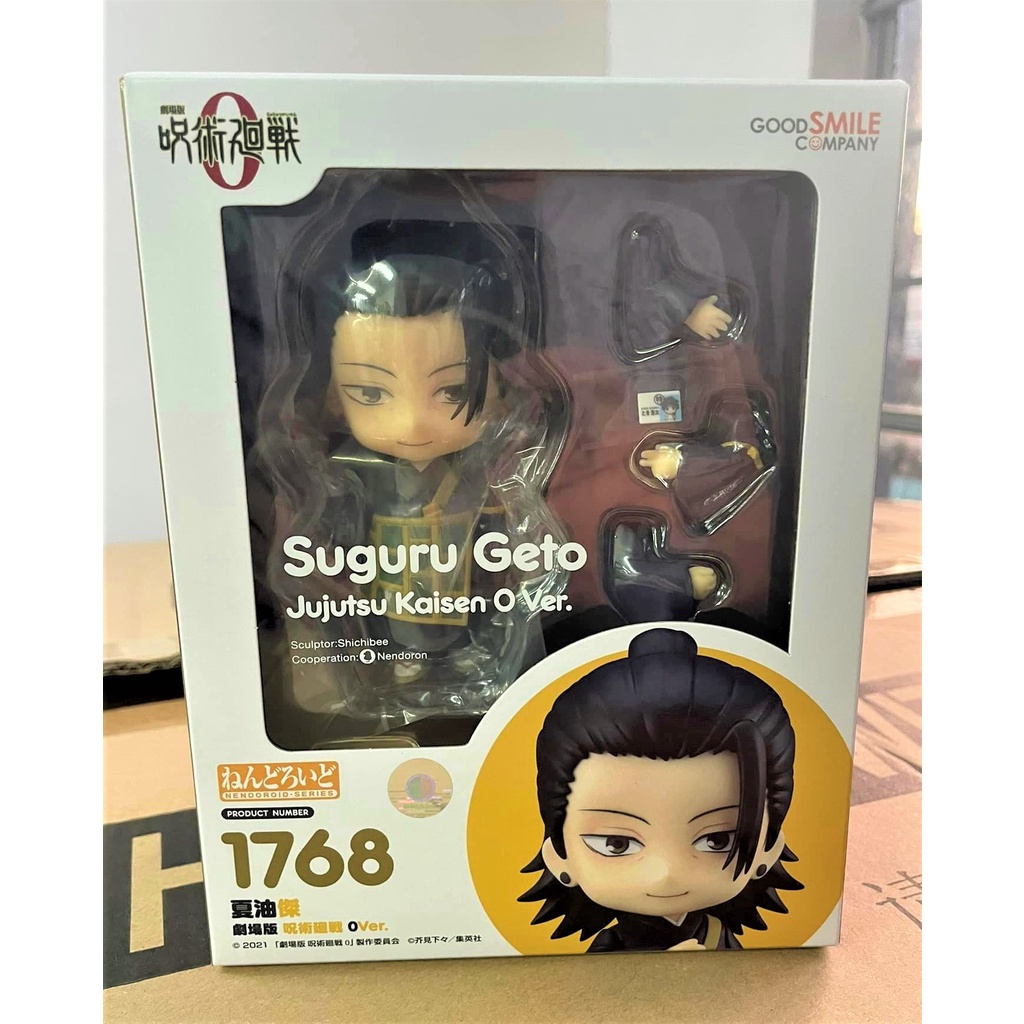 劇場版
呪術廻戦
0
GOOD SMILE
COMPANY
Suguru Geto
Jujutsu Kaisen 0 Ver.
Sculptor:Shichibee
Cooperation: Nendoron
ねんどろいど
NENDOROID·SERIES
PRODUCT NUMBER
1768
夏油傑
劇場版 呪術廻戦 0Ver.
© 2021 「劇場版 呪術廻戦 0」製作委員会 ©芥見下々／集英社
H
请